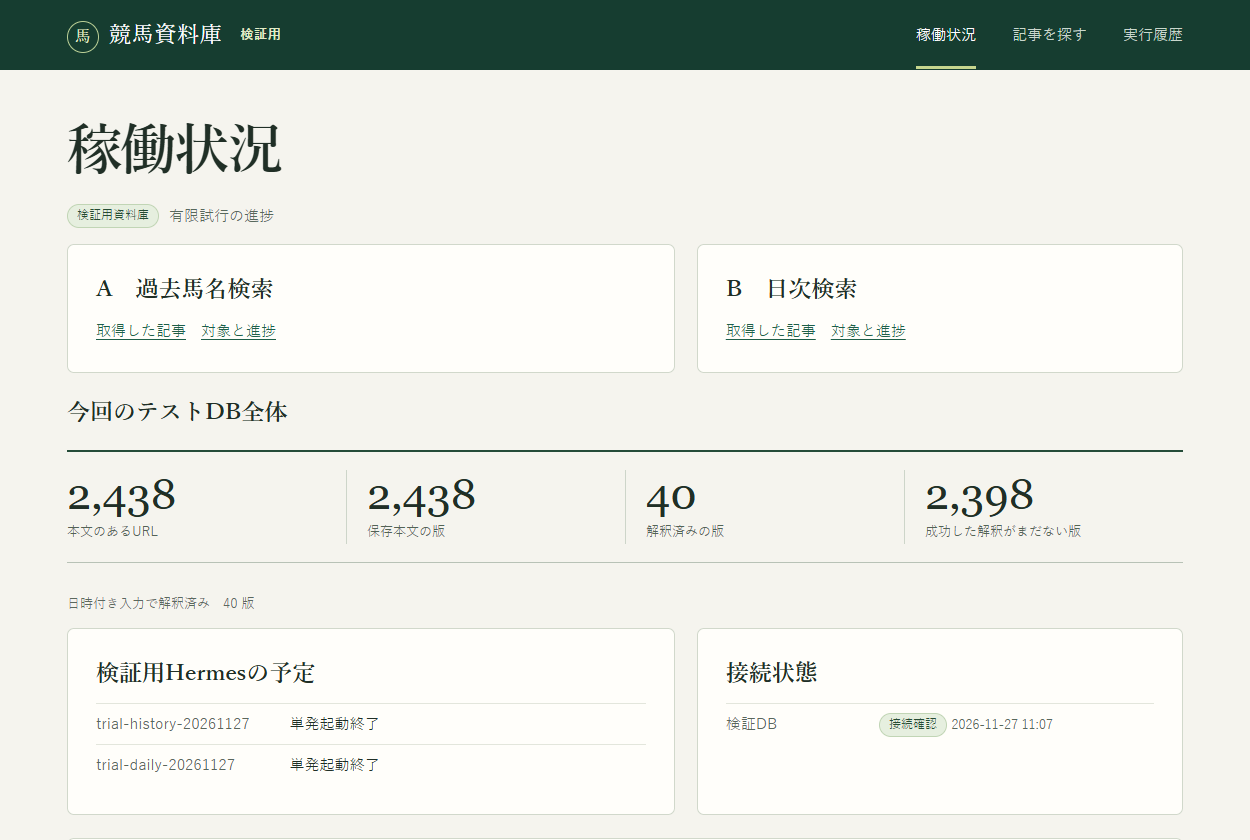 馬 競馬資料庫 検証用 稼働状況 記事を探す 実行履歴
稼働状況
検証用資料庫 有限試行の進捗
A 過去馬名検索
取得した記事 対象と進捗
B 日次検索
取得した記事 対象と進捗
今回のテストDB全体
2,438
本文のあるURL
2,438
保存本文の版
40
解釈済みの版
2,398
成功した解釈がまだない版
日時付き入力で解釈済み 40 版
検証用Hermesの予定
trial-history-20261127 単発起動終了
trial-daily-20261127 単発起動終了
接続状態
検証DB 接続確認 2026-11-27 11:07